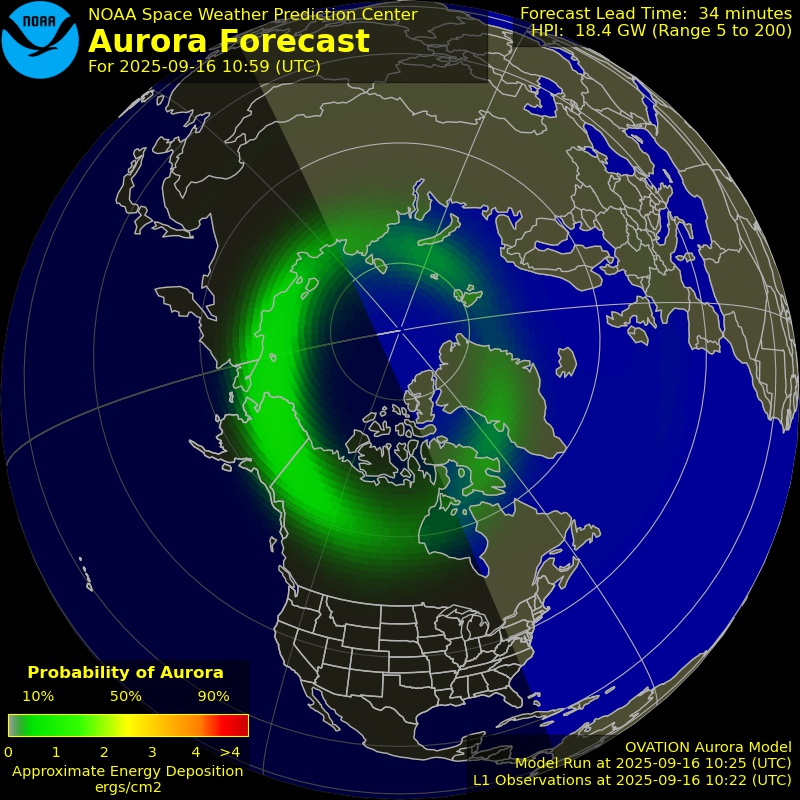 NOAA
NOAA Space Weather Prediction Center
Aurora Forecast
For 2025-09-16 10:59 (UTC)
Forecast Lead Time: 34 minutes
HPI: 18.4 GW (Range 5 to 200)
Probability of Aurora
10% 50% 90%
0 1 2 3 4 >4
Approximate Energy Deposition
ergs/cm2
OVATION Aurora Model
Model Run at 2025-09-16 10:25 (UTC)
L1 Observations at 2025-09-16 10:22 (UTC)